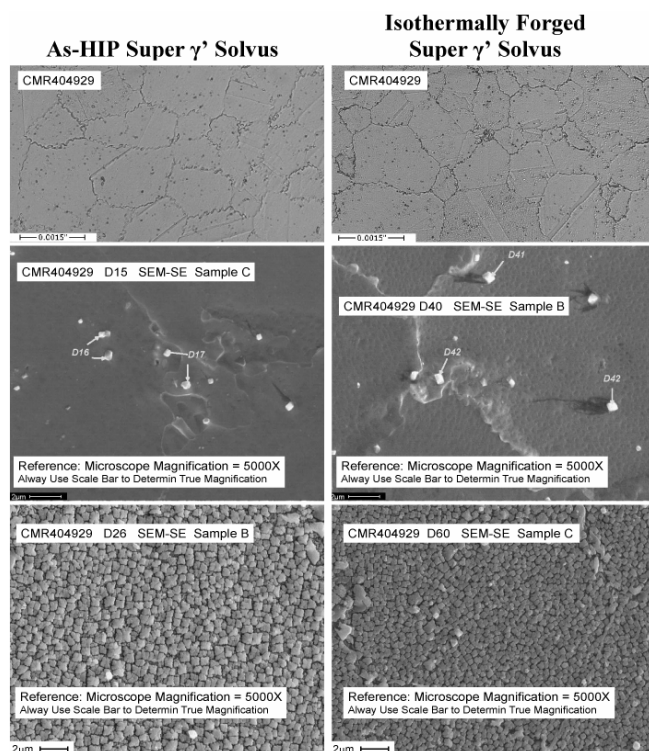 As-HIP Super γ’ Solvus
Isothermally Forged
Super γ’ Solvus
CMR404929
0.0015"
CMR404929
0.0015"
CMR404929 D15 SEM-SE Sample C
D16
D17
Reference: Microscope Magnification = 5000X
Alway Use Scale Bar to Determin True Magnification
2μm
D41
CMR404929 D40 SEM-SE Sample B
D42
D42
Reference: Microscope Magnification = 5000X
Alway Use Scale Bar to Determin True Magnification
2μm
CMR404929 D26 SEM-SE Sample B
Reference: Microscope Magnification = 5000X
Alway Use Scale Bar to Determin True Magnification
2μm
CMR404929 D60 SEM-SE Sample C
Reference: Microscope Magnification = 5000X
Alway Use Scale Bar to Determin True Magnification
2μm